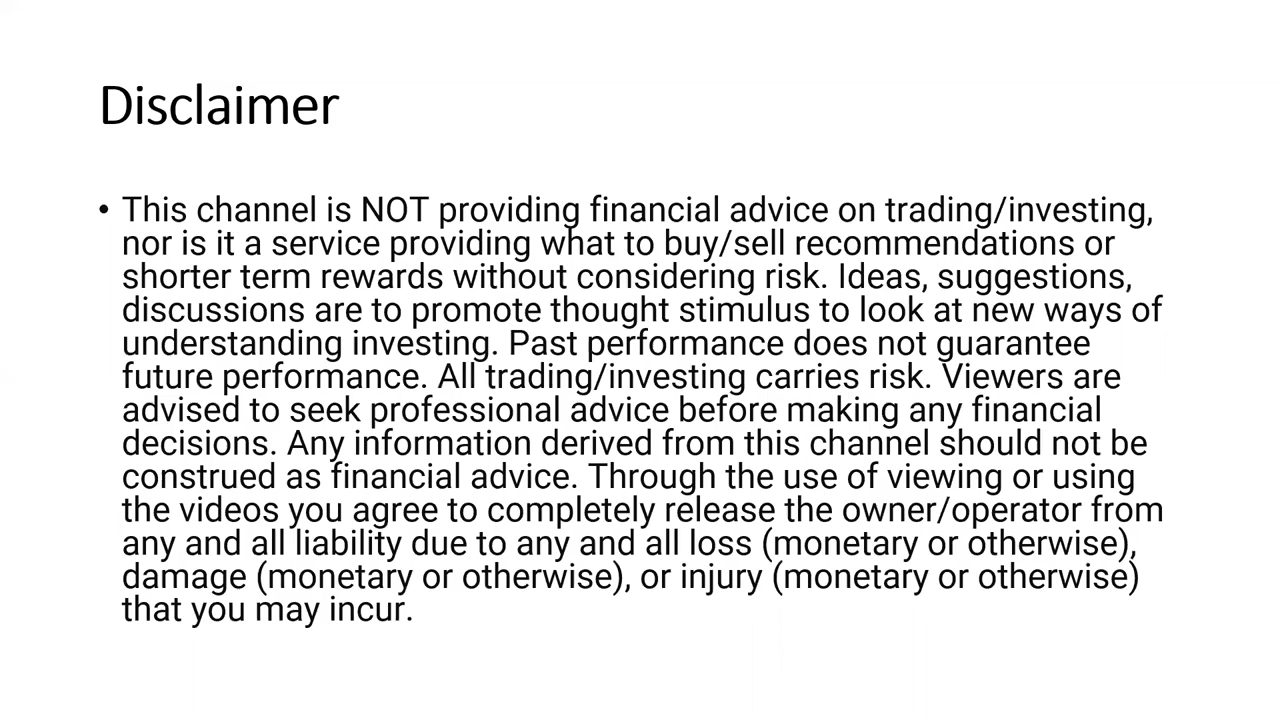 Disclaimer
• This channel is NOT providing financial advice on trading/investing,
nor is it a service providing what to buy/sell recommendations or
shorter term rewards without considering risk. Ideas, suggestions,
discussions are to promote thought stimulus to look at new ways of
understanding investing. Past performance does not guarantee
future performance. All trading/investing carries risk. Viewers are
advised to seek professional advice before making any financial
decisions. Any information derived from this channel should not be
construed as financial advice. Through the use of viewing or using
the videos you agree to completely release the owner/operator from
any and all liability due to any and all loss (monetary or otherwise),
damage (monetary or otherwise), or injury (monetary or otherwise)
that you may incur.